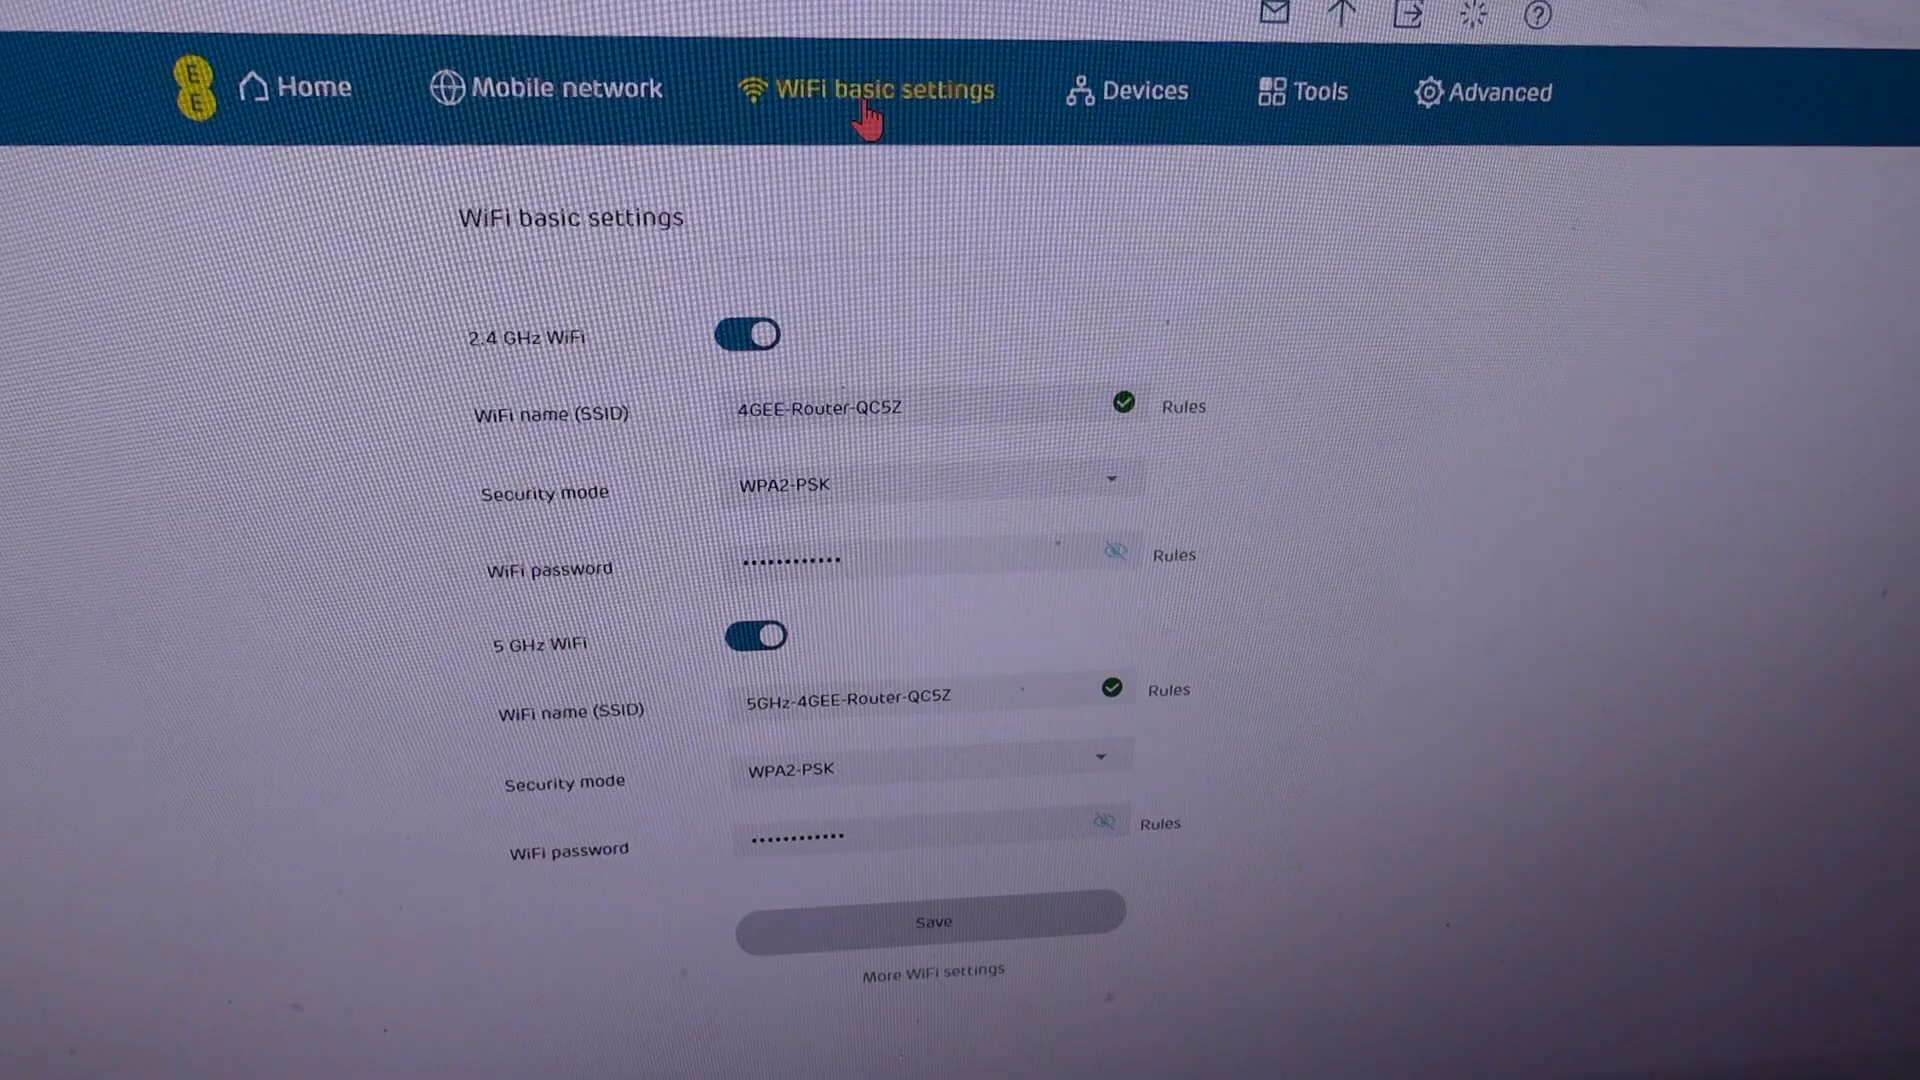 E
E
Home
Mobile network
WiFi basic settings
Devices
Tools
Advanced
WiFi basic settings
2.4 GHz WiFi
WiFi name (SSID)
4GEE-Router-QC5Z
Rules
Security mode
WPA2-PSK
WiFi password
••••••••••••
Rules
5 GHz WiFi
WiFi name (SSID)
5GHz-4GEE-Router-QC5Z
Rules
Security mode
WPA2-PSK
WiFi password
••••••••••••
Rules
Save
More WiFi settings